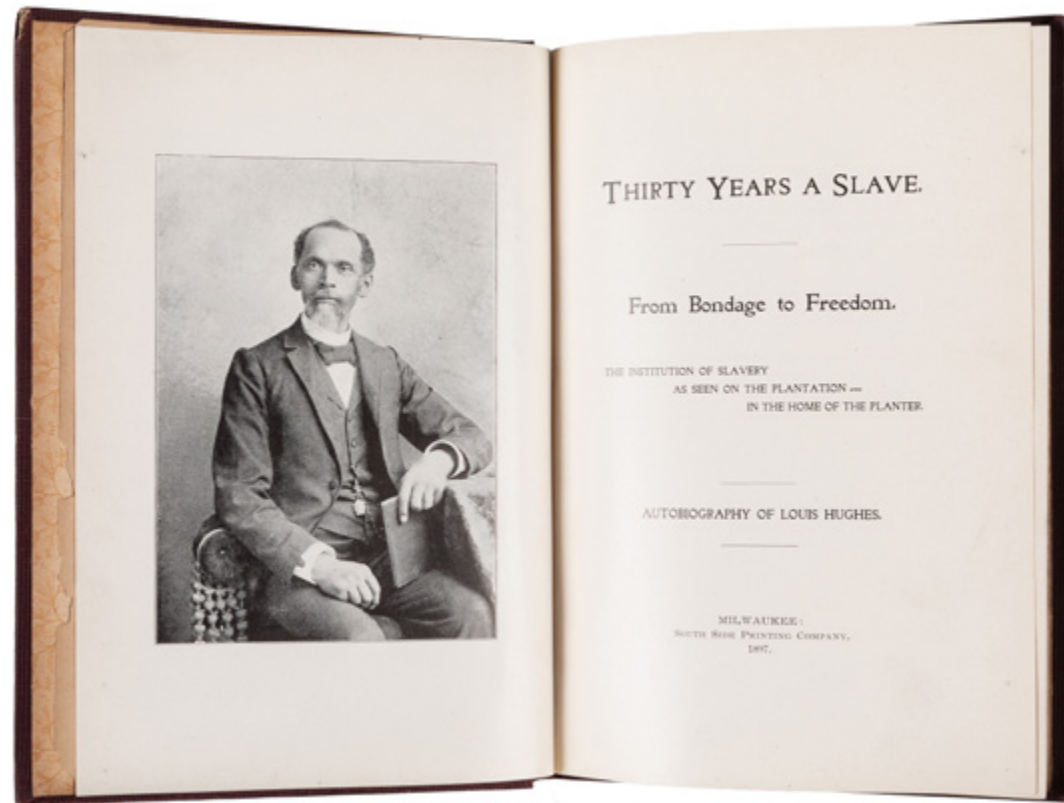 THIRTY YEARS A SLAVE.
From Bondage to Freedom.
THE INSTITUTION OF SLAVERY
AS SEEN ON THE PLANTATION AND
IN THE HOME OF THE PLANTER.
AUTOBIOGRAPHY OF LOUIS HUGHES.
MILWAUKEE:
SOUTH SIDE PRINTING COMPANY,
1897.